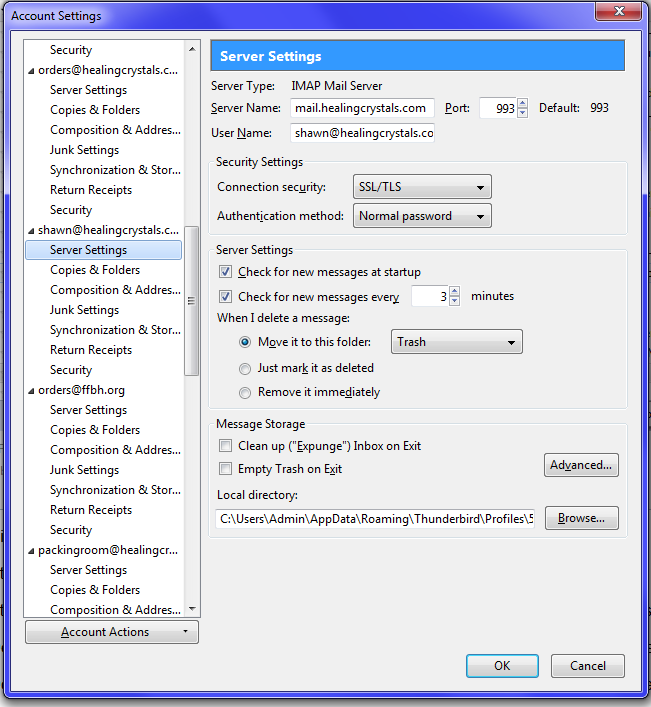 Account Settings
Security
orders@healingcrystals.c...
Server Settings
Copies & Folders
Composition & Addres...
Junk Settings
Synchronization & Stor...
Return Receipts
Security
shawn@healingcrystals.c...
Server Settings
Copies & Folders
Composition & Addres...
Junk Settings
Synchronization & Stor...
Return Receipts
Security
orders@ffbh.org
Server Settings
Copies & Folders
Composition & Addres...
Junk Settings
Synchronization & Stor...
Return Receipts
Security
packingroom@healingcr...
Server Settings
Copies & Folders
Composition & Addres...
Account Actions
Server Settings
Server Type: IMAP Mail Server
Server Name: mail.healingcrystals.com Port: 993 Default: 993
User Name: shawn@healingcrystals.co
Security Settings
Connection security: SSL/TLS
Authentication method: Normal password
Server Settings
Check for new messages at startup
Check for new messages every 3 minutes
When I delete a message:
Move it to this folder: Trash
Just mark it as deleted
Remove it immediately
Message Storage
Clean up ("Expunge") Inbox on Exit
Empty Trash on Exit
Advanced...
Local directory:
C:\Users\Admin\AppData\Roaming\Thunderbird\Profiles\5 Browse...
OK Cancel